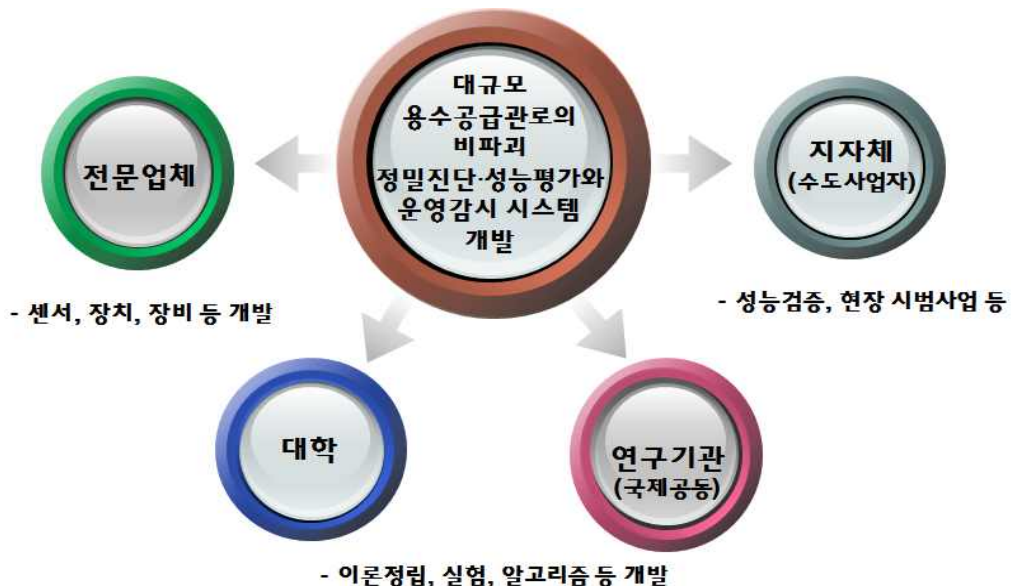 대규모
용수공급관로의
비파괴
정밀진단·성능평가와
운영감시 시스템
개발
전문업체
지자체
(수도사업자)
- 센서, 장치, 장비 등 개발
- 성능검증, 현장 시범사업 등
대학
연구기관
(국제공동)
- 이론정립, 실험, 알고리즘 등 개발